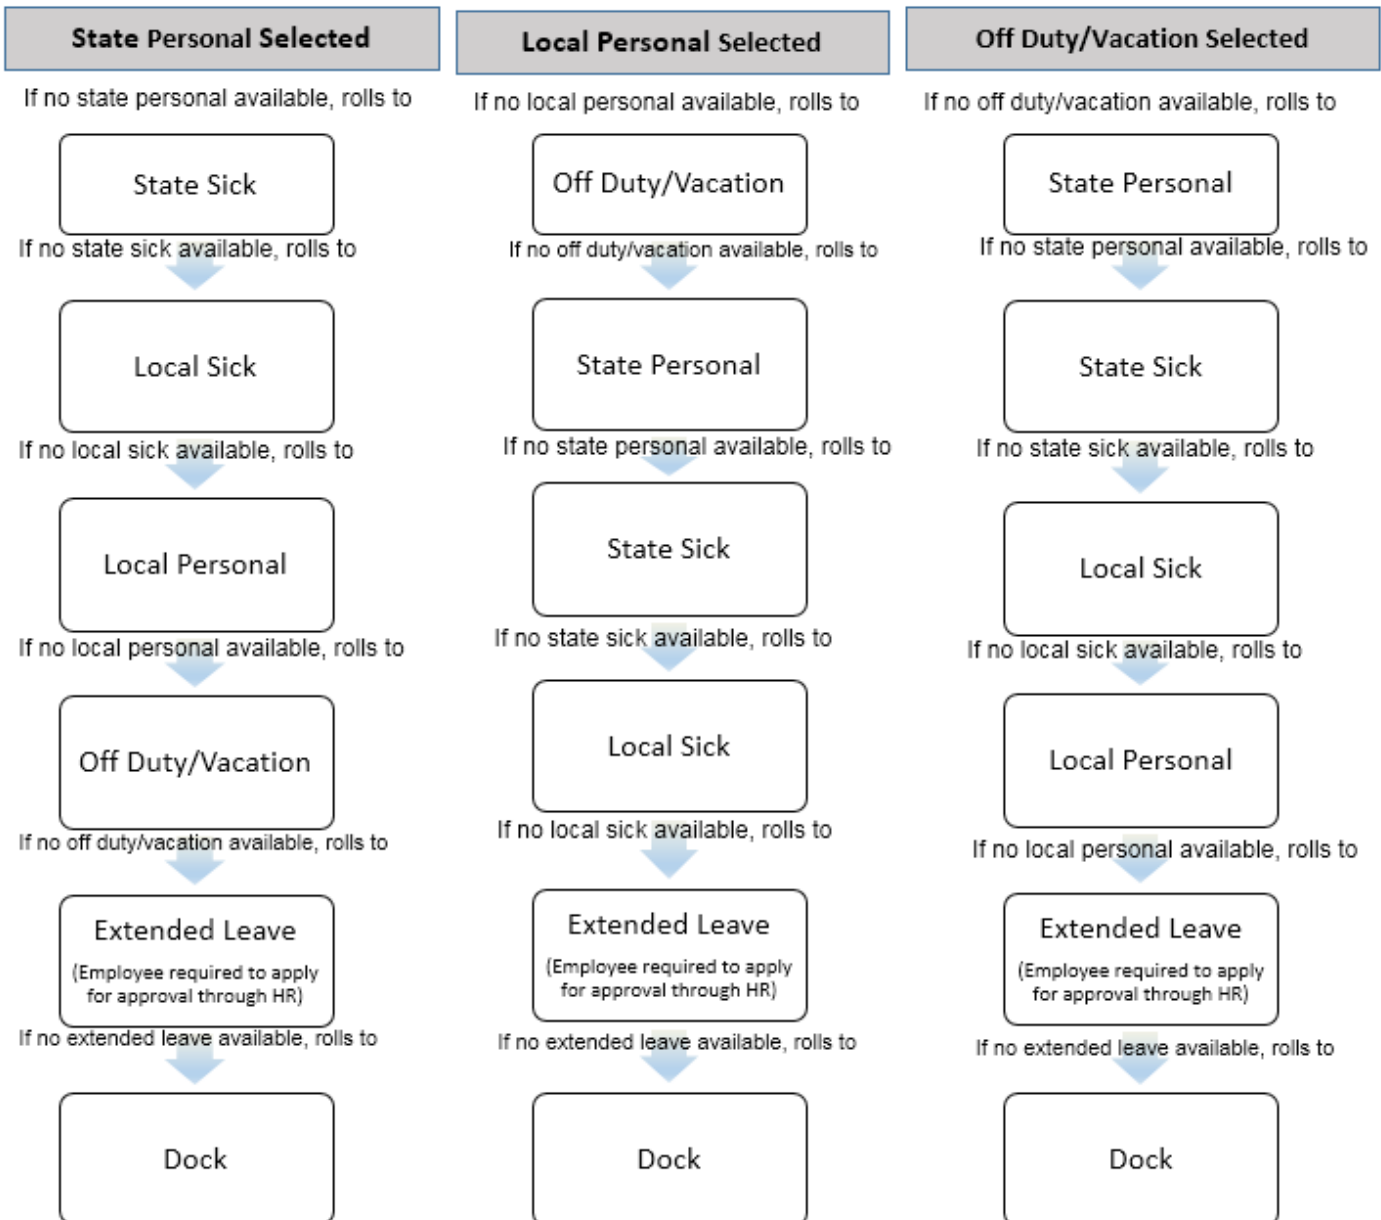 State Personal Selected
If no state personal available, rolls to
State Sick
If no state sick available, rolls to
Local Sick
If no local sick available, rolls to
Local Personal
If no local personal available, rolls to
Off Duty/Vacation
If no off duty/vacation available, rolls to
Extended Leave
(Employee required to apply
for approval through HR)
If no extended leave available, rolls to
Dock
Local Personal Selected
If no local personal available, rolls to
Off Duty/Vacation
If no off duty/vacation available, rolls to
State Personal
If no state personal available, rolls to
State Sick
If no state sick available, rolls to
Local Sick
If no local sick available, rolls to
Extended Leave
(Employee required to apply
for approval through HR)
If no extended leave available, rolls to
Dock
Off Duty/Vacation Selected
If no off duty/vacation available, rolls to
State Personal
If no state personal available, rolls to
State Sick
If no state sick available, rolls to
Local Sick
If no local sick available, rolls to
Local Personal
If no local personal available, rolls to
Extended Leave
(Employee required to apply
for approval through HR)
If no extended leave available, rolls to
Dock